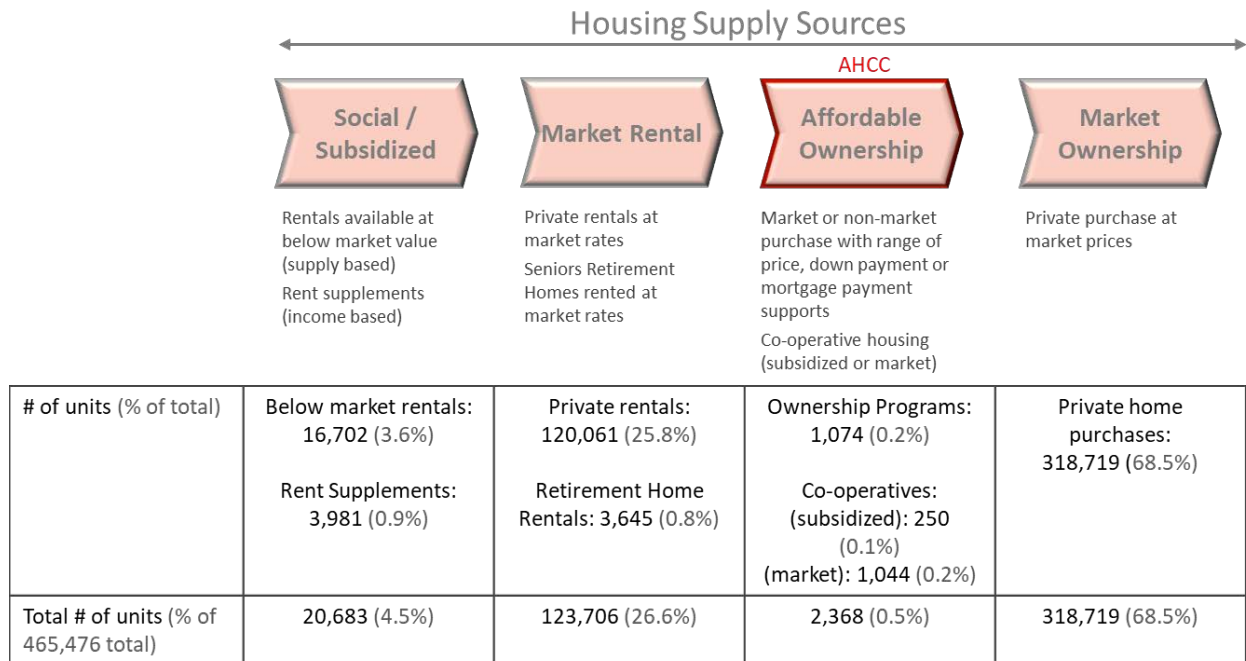 Housing Supply Sources
AHCC
Social /
Subsidized
Market Rental
Affordable
Ownership
Market
Ownership
Rentals available at
below market value
(supply based)
Rent supplements
(income based)
Private rentals at
market rates
Seniors Retirement
Homes rented at
market rates
Market or non-market
purchase with range of
price, down payment or
mortgage payment
supports
Co-operative housing
(subsidized or market)
Private purchase at
market prices
# of units (% of total)
Below market rentals:
16,702 (3.6%)
Rent Supplements:
3,981 (0.9%)
Private rentals:
120,061 (25.8%)
Retirement Home
Rentals: 3,645 (0.8%)
Ownership Programs:
1,074 (0.2%)
Co-operatives:
(subsidized): 250
(0.1%)
(market): 1,044 (0.2%)
Private home
purchases:
318,719 (68.5%)
Total # of units (% of
465,476 total)
20,683 (4.5%)
123,706 (26.6%)
2,368 (0.5%)
318,719 (68.5%)